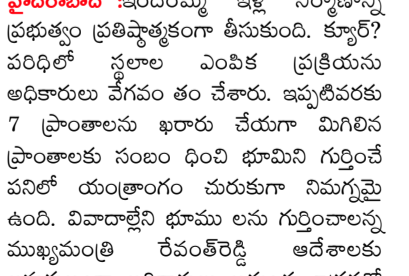 హైదరాబాద్ :ఇందిరమ్మ ఇళ్ల నిర్మాణాన్ని
ప్రభుత్వం ప్రతిష్ఠాత్మకంగా తీసుకుంది. క్యూర్?
పరిధిలో స్థలాల ఎంపిక ప్రక్రియను
అధికారులు వేగవం తం చేశారు. ఇప్పటివరకు
7 ప్రాంతాలను ఖరారు చేయగా మిగిలిన
ప్రాంతాలకు సంబం ధించి భూమిని గుర్తించే
పనిలో యంత్రాంగం చురుకుగా నిమగ్నమై
ఉంది. వివాదాల్లేని భూము లను గుర్తించాలన్న
ముఖ్యమంత్రి రేవంత్‌రెడ్డి ఆదేశాలకు